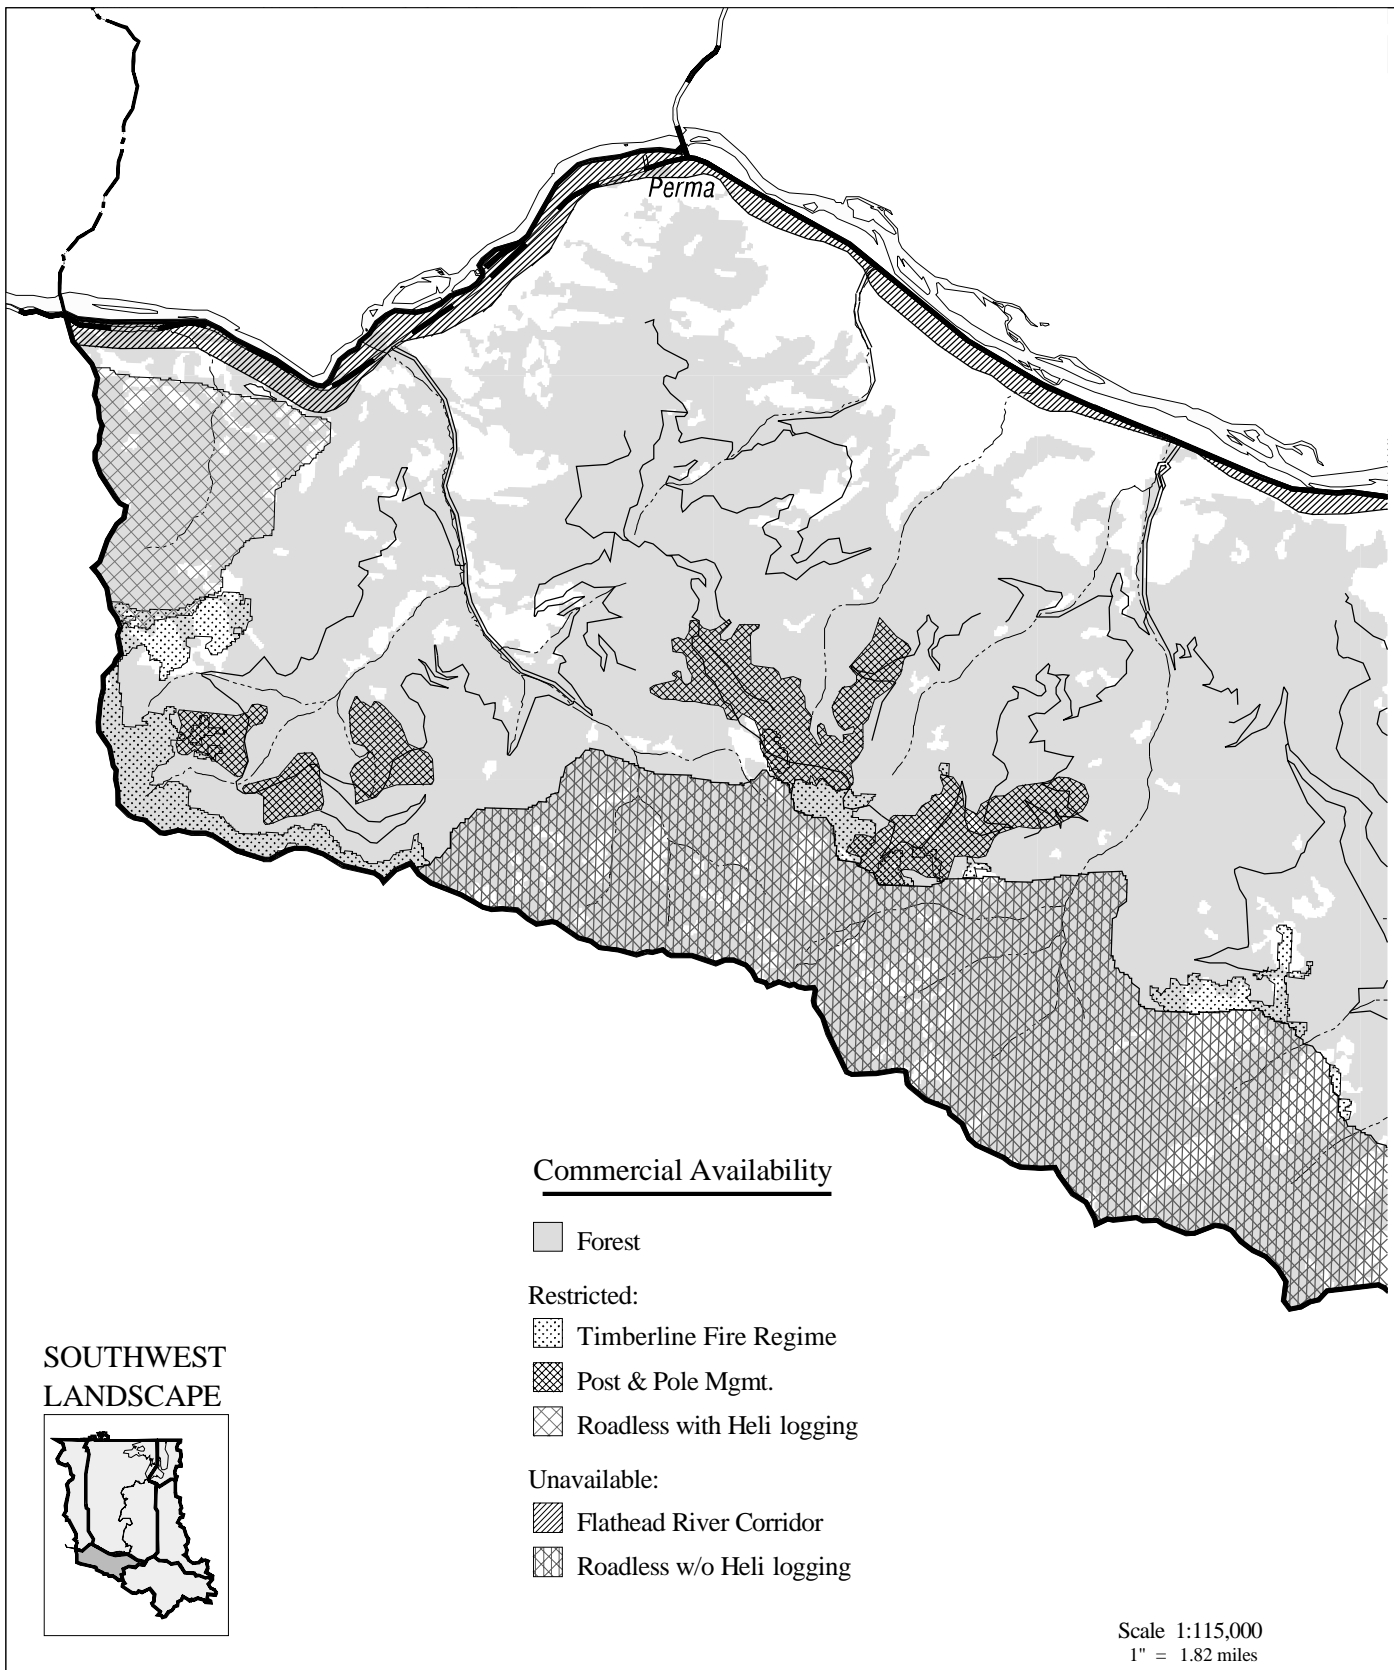 Perma
Commercial Availability
Forest
Restricted:
Timberline Fire Regime
Post & Pole Mgmt.
Roadless with Heli logging
Unavailable:
Flathead River Corridor
Roadless w/o Heli logging
SOUTHWEST
LANDSCAPE
Scale 1:115,000
1" = 1.82 miles